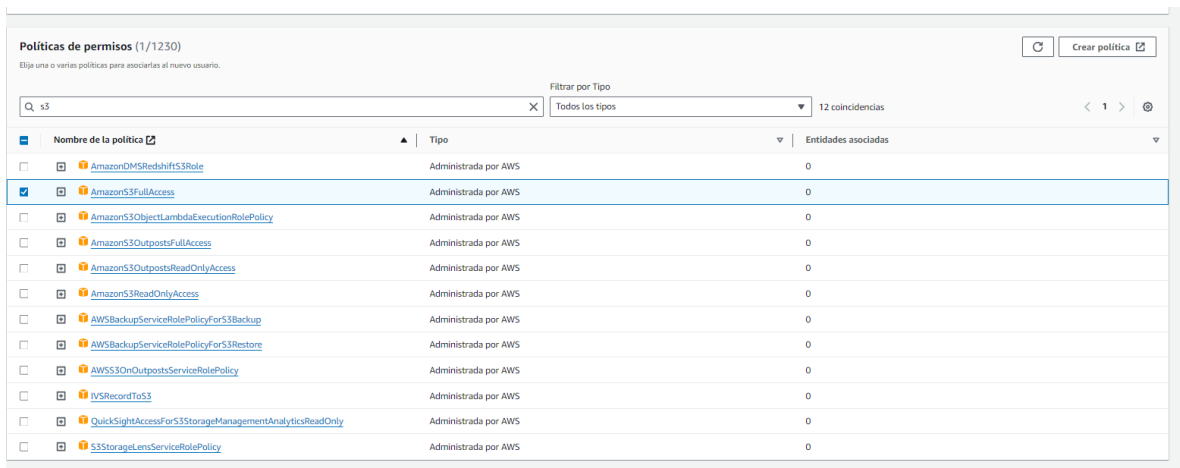 Políticas de permisos (1/1230)
Crear política
Elija una o varias políticas para asociarlas al nuevo usuario.
Filtrar por Tipo
s3
Todos los tipos
12 coincidencias
1
Nombre de la política
Tipo
Entidades asociadas
AmazonDMSRedshiftS3Role Administrada por AWS 0
AmazonS3FullAccess Administrada por AWS 0
AmazonS3ObjectLambdaExecutionRolePolicy Administrada por AWS 0
AmazonS3OutpostsFullAccess Administrada por AWS 0
AmazonS3OutpostsReadOnlyAccess Administrada por AWS 0
AmazonS3ReadOnlyAccess Administrada por AWS 0
AWSBackupServiceRolePolicyForS3Backup Administrada por AWS 0
AWSBackupServiceRolePolicyForS3Restore Administrada por AWS 0
AWSS3OnOutpostsServiceRolePolicy Administrada por AWS 0
IVSRecordToS3 Administrada por AWS 0
QuickSightAccessForS3StorageManagementAnalyticsReadOnly Administrada por AWS 0
S3StorageLensServiceRolePolicy Administrada por AWS 0